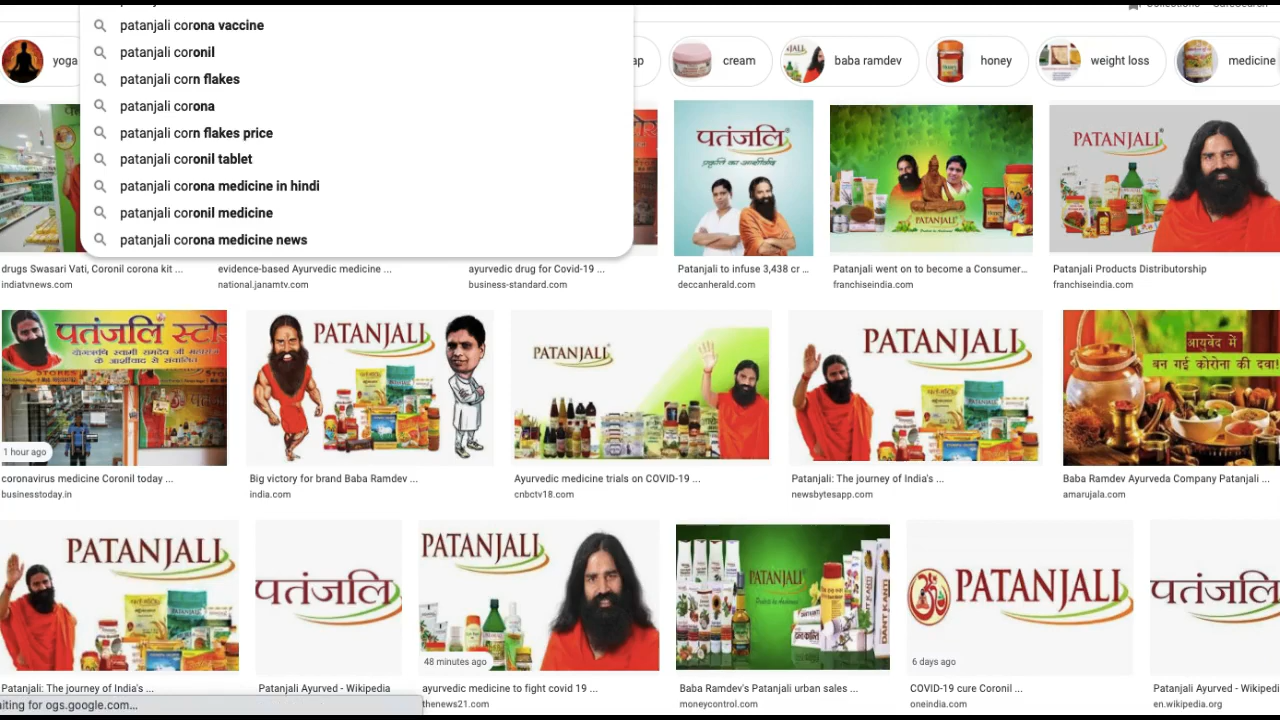 Collections
SafeSearch
patanjali corona vaccine
patanjali coronil
patanjali corn flakes
patanjali corona
patanjali corn flakes price
patanjali coronil tablet
patanjali corona medicine in hindi
patanjali coronil medicine
patanjali corona medicine news
yoga
ap
cream
baba ramdev
honey
weight loss
medicine
पतंजलि
PATANJALI
PATANJALI
drugs Swasari Vati, Coronil corona kit ...
indiatvnews.com
evidence-based Ayurvedic medicine ...
national.janamtv.com
ayurvedic drug for Covid-19 ...
business-standard.com
Patanjali to infuse 3,438 cr ...
deccanherald.com
Patanjali went on to become a Consumer...
franchiseindia.com
Patanjali Products Distributorship
franchiseindia.com
पतंजलि स्टोर
योगऋषि स्वामी रामदेव जी महाराज
के आशीर्वाद से संचालित
PATANJALI
PATANJALI
PATANJALI
आयुर्वेद में
बन गई कोरोना की दवा!
1 hour ago
coronavirus medicine Coronil today ...
businesstoday.in
Big victory for brand Baba Ramdev ...
india.com
Ayurvedic medicine trials on COVID-19 ...
cnbctv18.com
Patanjali: The journey of India's ...
newsbytesapp.com
Baba Ramdev Ayurveda Company Patanjali ...
amarujala.com
PATANJALI
पतंजलि
PATANJALI
PATANJALI
PATANJALI
पतंजलि
48 minutes ago
6 days ago
Patanjali: The journey of India's ...
Patanjali Ayurved - Wikipedia
ayurvedic medicine to fight covid 19 ...
thenews21.com
Baba Ramdev's Patanjali urban sales ...
moneycontrol.com
COVID-19 cure Coronil ...
oneindia.com
Patanjali Ayurved - W
en.wikipedia.org
aiting for ogs.google.com...